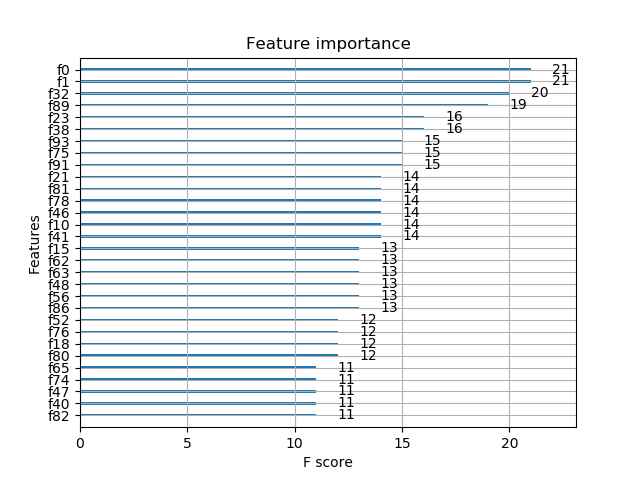 Feature importance
f0 21
f1 21
f32 20
f89 19
f23 16
f38 16
f93 15
f75 15
f91 15
f21 14
f81 14
f78 14
f46 14
f10 14
f41 14
f15 13
f62 13
f63 13
f48 13
f56 13
f86 13
f52 12
f76 12
f18 12
f80 12
f65 11
f74 11
f47 11
f40 11
f82 11
Features
0 5 10 15 20
F score